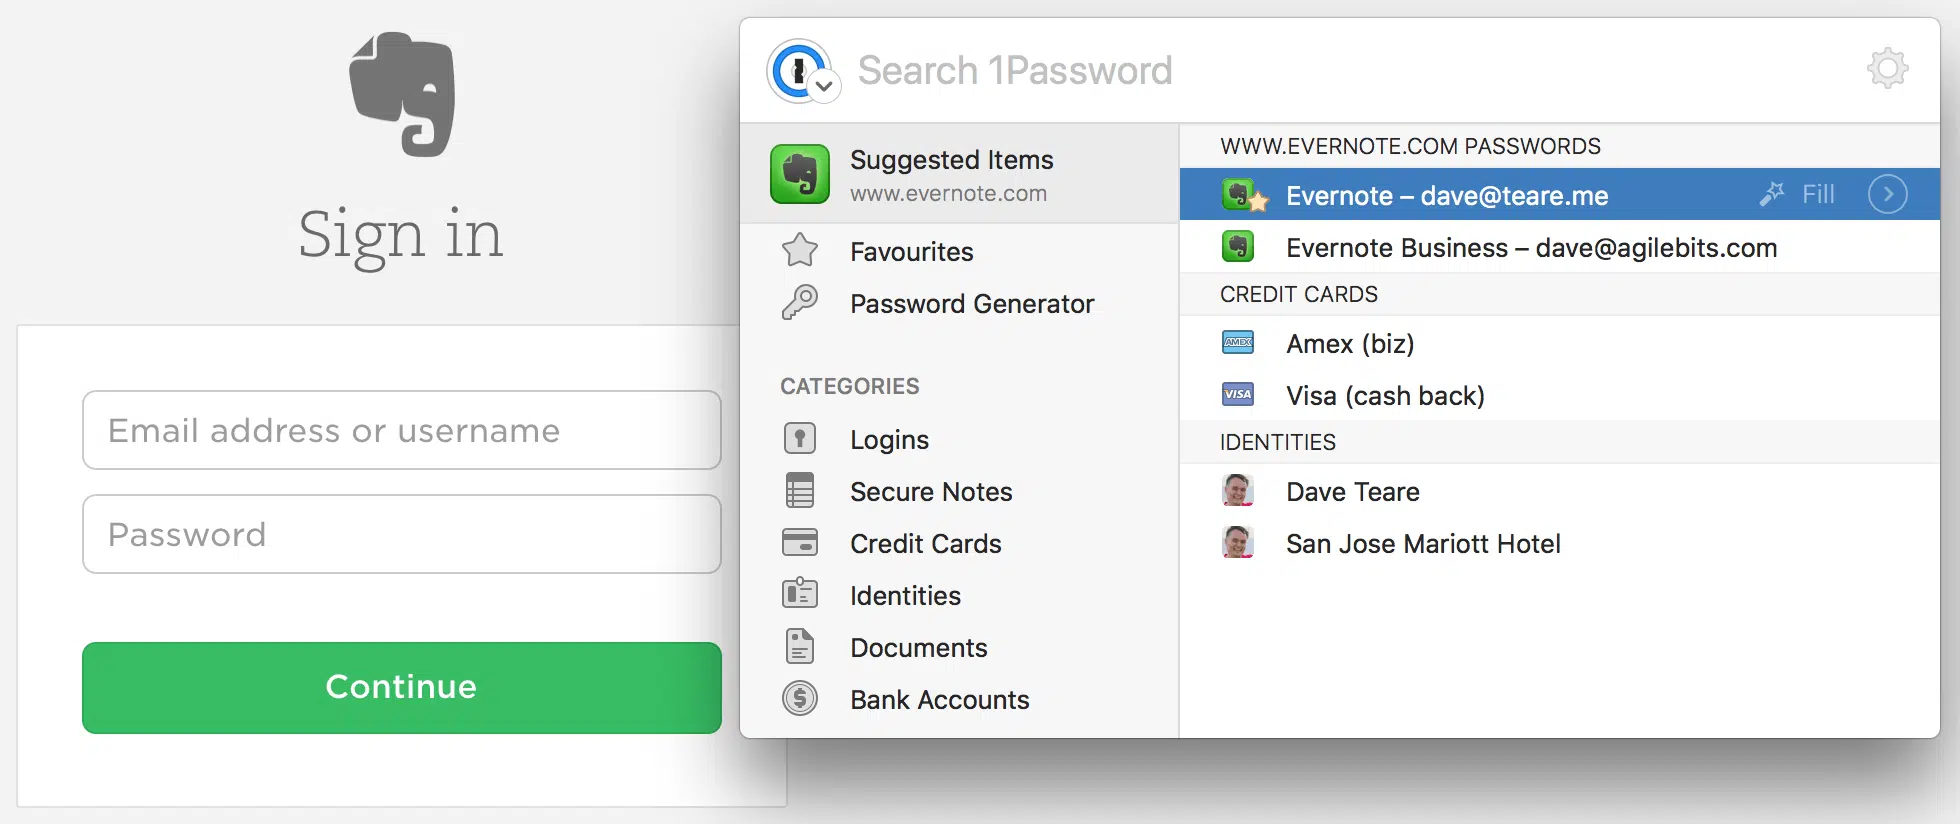 Sign in
Email address or username
Password
Continue
Search 1Password
Suggested Items
www.evernote.com
Favourites
Password Generator
CATEGORIES
Logins
Secure Notes
Credit Cards
Identities
Documents
Bank Accounts
WWW.EVERNOTE.COM PASSWORDS
Evernote – dave@teare.me Fill
Evernote Business – dave@agilebits.com
CREDIT CARDS
AMEX Amex (biz)
VISA Visa (cash back)
IDENTITIES
Dave Teare
San Jose Mariott Hotel